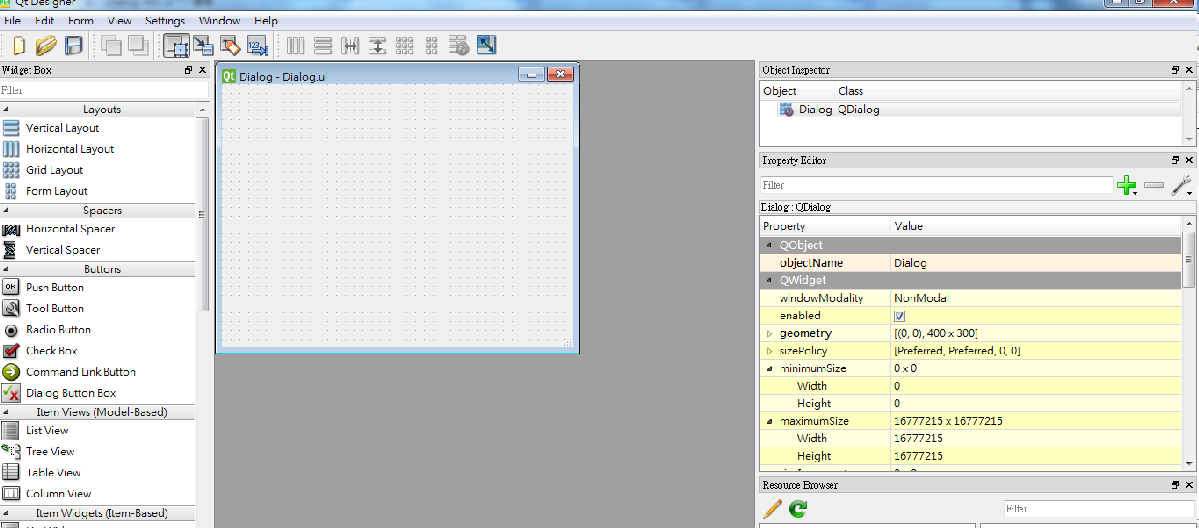 Qt Designer
File Edit Form View Settings Window Help
123
Widget Box
Filter
Layouts
Vertical Layout
Horizontal Layout
Grid Layout
Form Layout
Spacers
Horizontal Spacer
Vertical Spacer
Buttons
OK Push Button
Tool Button
Radio Button
Check Box
Command Link Button
Dialog Button Box
Item Views (Model-Based)
List View
Tree View
Table View
Column View
Item Widgets (Item-Based)
Qt Dialog - Dialog.u
Object Inspector
Object Class
Dialog QDialog
Property Editor
Filter
Dialog : QDialog
Property Value
QObject
objectName Dialog
QWidget
windowModality NonModal
enabled
geometry [(0, 0), 400 x 300]
sizePolicy [Preferred, Preferred, 0, 0]
minimumSize 0 x 0
Width 0
Height 0
maximumSize 16777215 x 16777215
Width 16777215
Height 16777215
Resource Browser
Filter